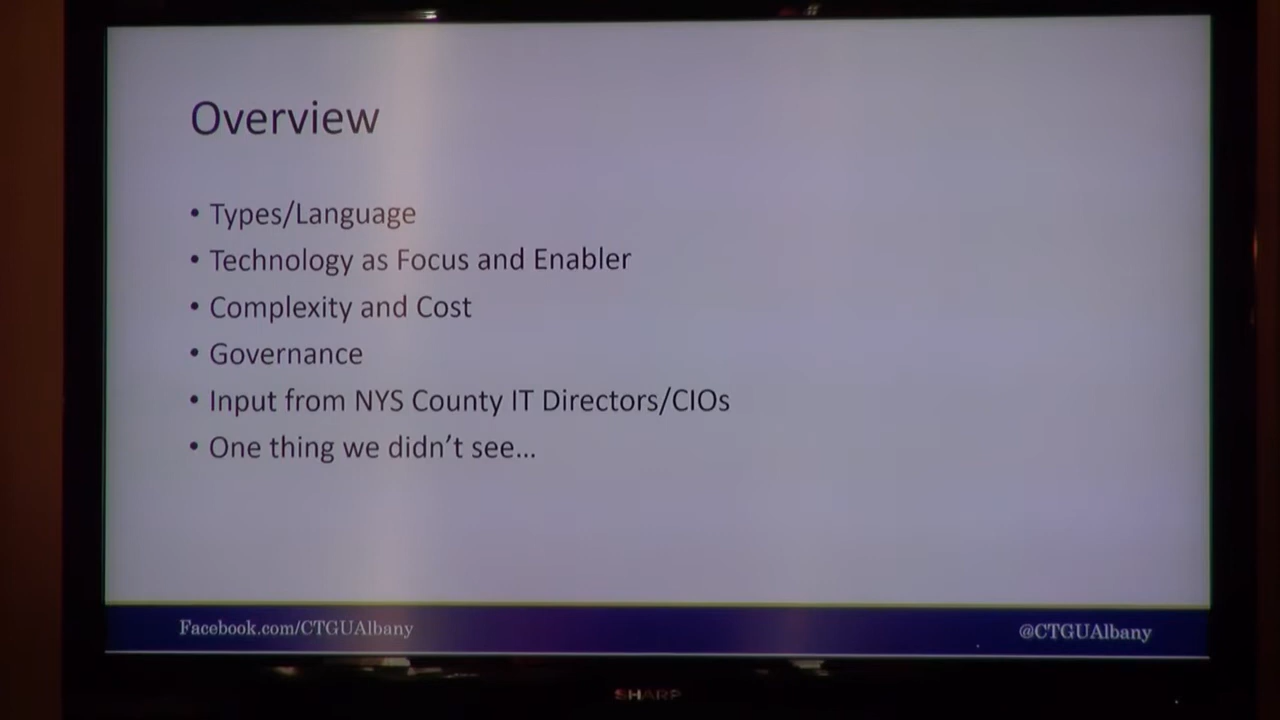 Overview
• Types/Language
• Technology as Focus and Enabler
• Complexity and Cost
• Governance
• Input from NYS County IT Directors/CIOs
• One thing we didn’t see...
Facebook.com/CTGUAlbany
@CTGUAlbany
SHARP